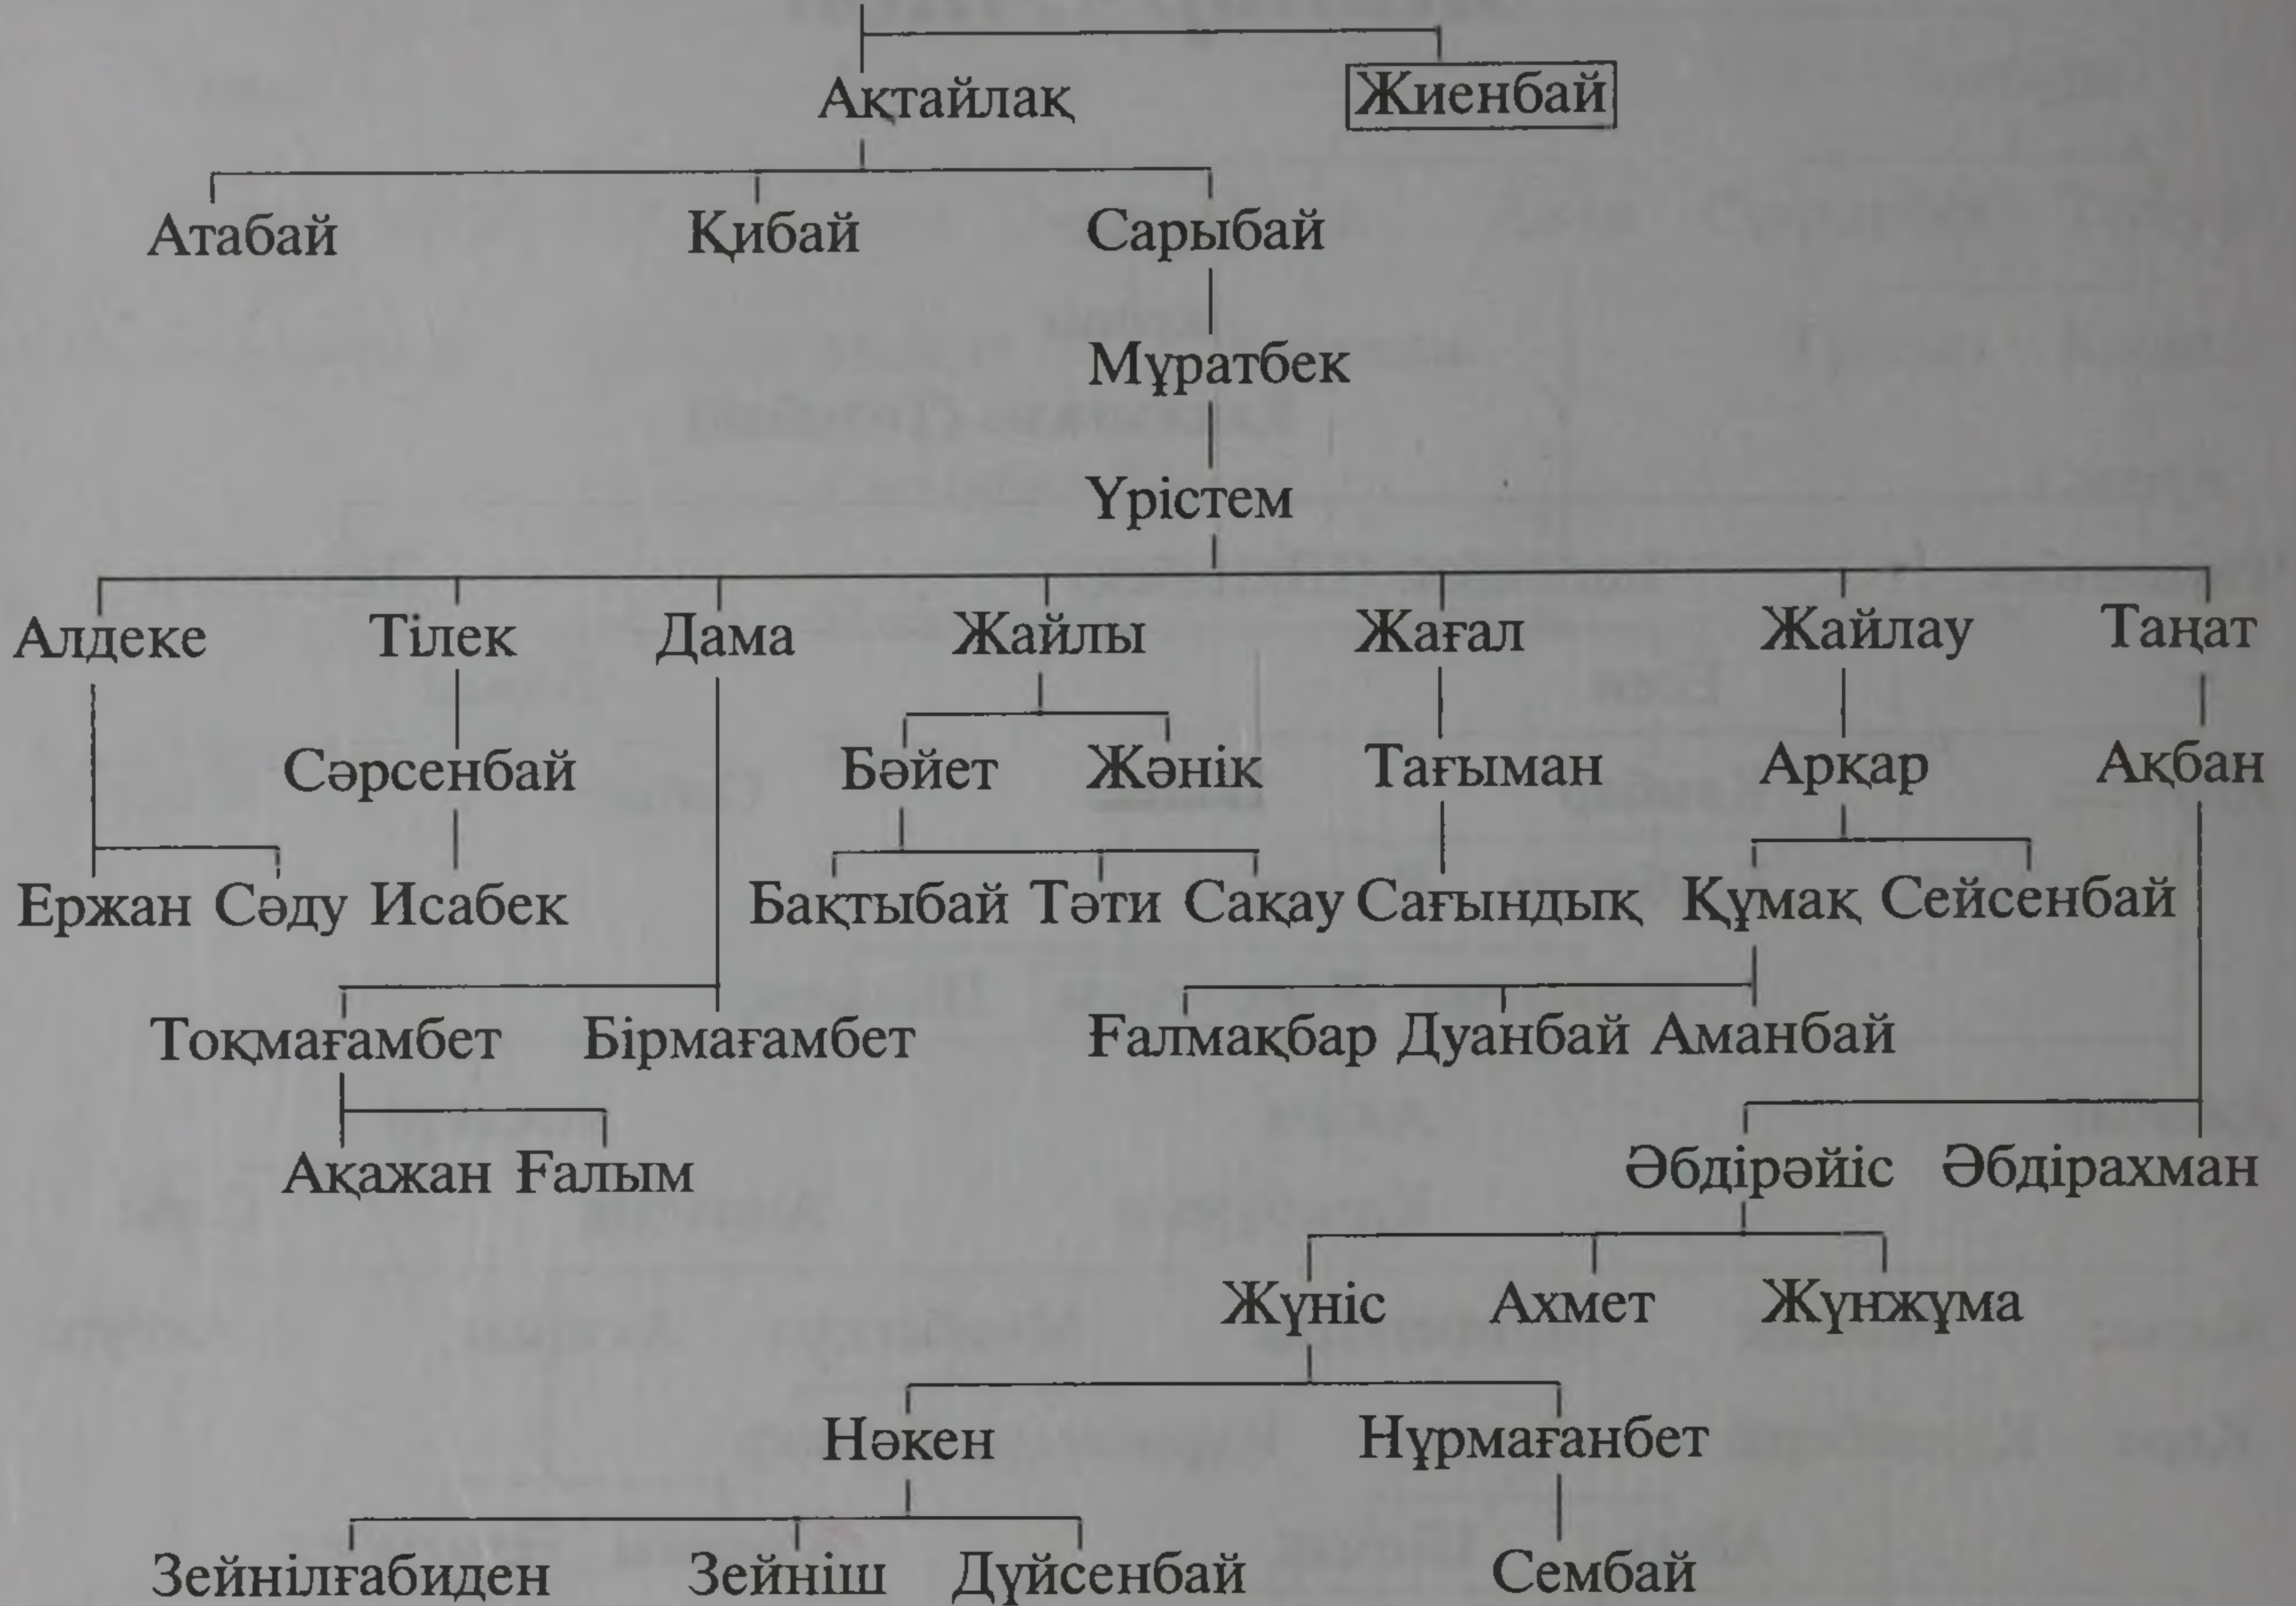 Ақтайлақ Жиенбай
Атабай Қибай Сарыбай
Мұратбек
Үрістем
Алдеке Тілек Дама Жайлы Жағал Жайлау Таңат
Сәрсенбай Бәйет Жәнік Тағыман Арқар Ақбан
Ержан Сәду Исабек Бақтыбай Тәти Сақау Сағындық Құмақ Сейсенбай
Тоқмағамбет Бірмағамбет Ғалмақбар Дуанбай Аманбай
Ақажан Ғалым Әбдірәйіс Әбдірахман
Жүніс Ахмет Жүнжұма
Нәкен Нұрмағанбет
Зейнілғабиден Зейніш Дүйсенбай Сембай